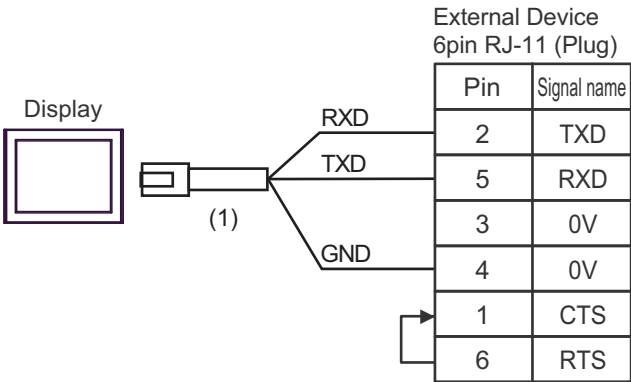 External Device
6pin RJ-11 (Plug)
Pin Signal name
Display
RXD
2 TXD
TXD
5 RXD
(1)
3 0V
GND
4 0V
1 CTS
6 RTS